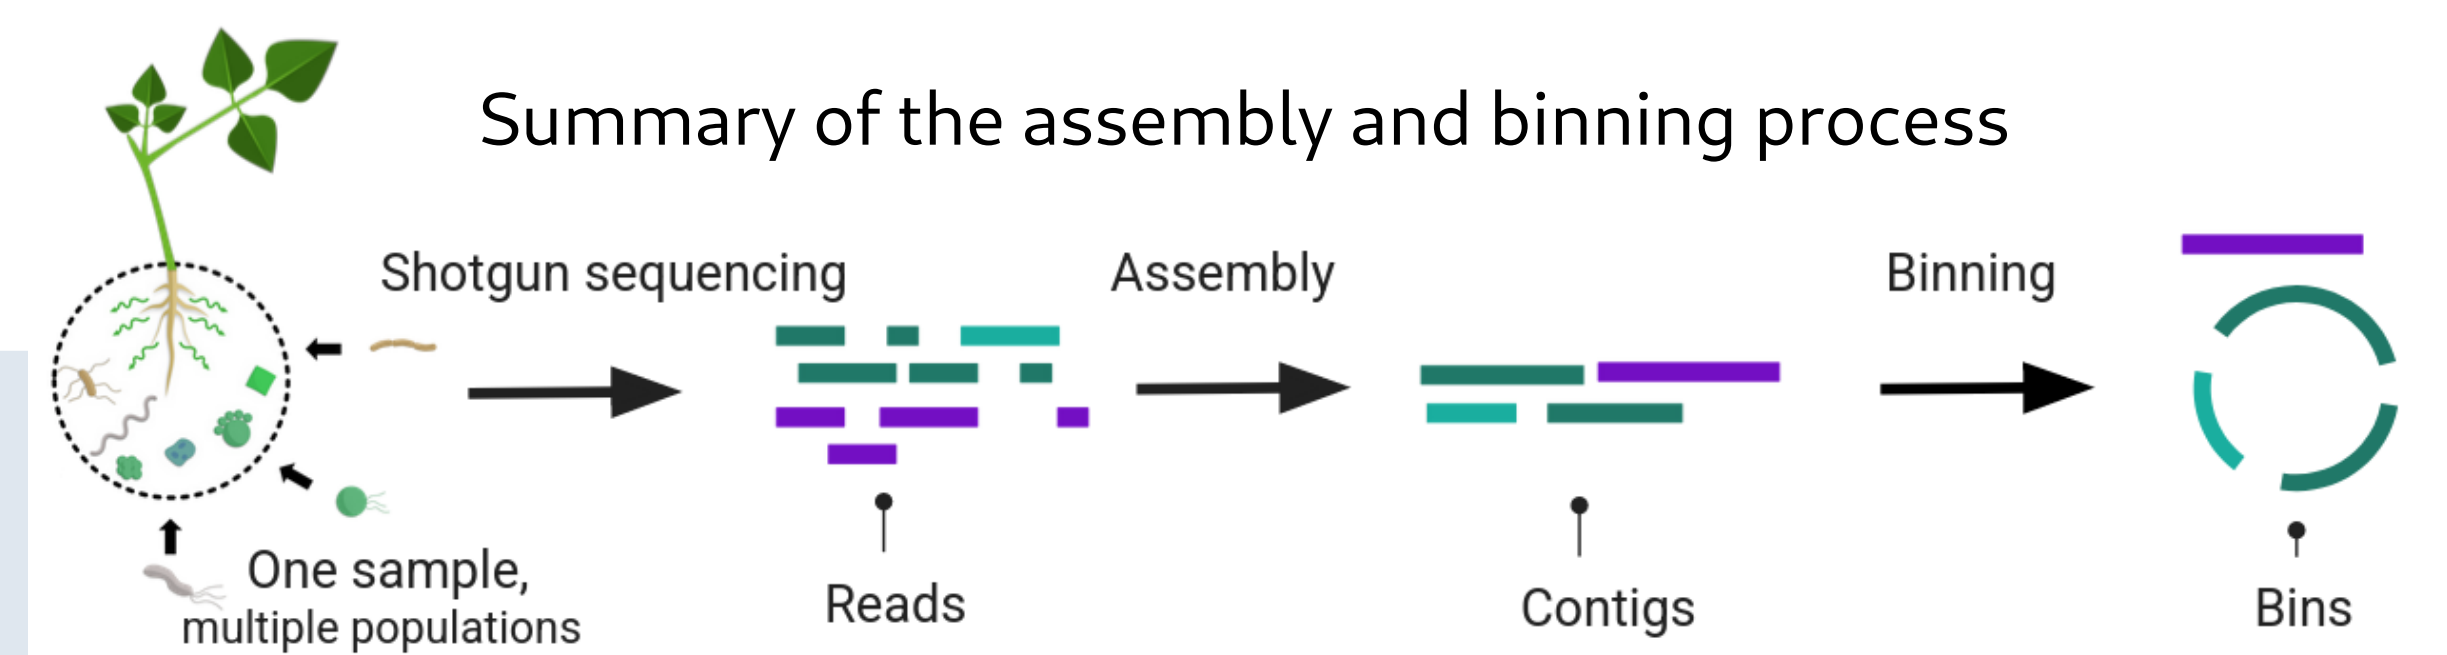 Summary of the assembly and binning process
Shotgun sequencing
Assembly
Binning
One sample,
multiple populations
Reads
Contigs
Bins